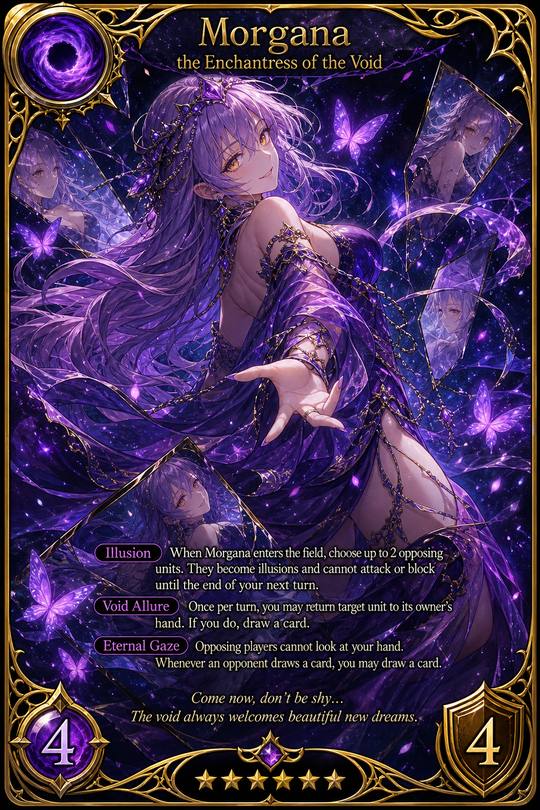 Morgana
the Enchantress of the Void
Illusion When Morgana enters the field, choose up to 2 opposing
units. They become illusions and cannot attack or block
until the end of your next turn.
Void Allure Once per turn, you may return target unit to its owner's
hand. If you do, draw a card.
Eternal Gaze Opposing players cannot look at your hand.
Whenever an opponent draws a card, you may draw a card.
Come now, don't be shy...
The void always welcomes beautiful new dreams.
4
4